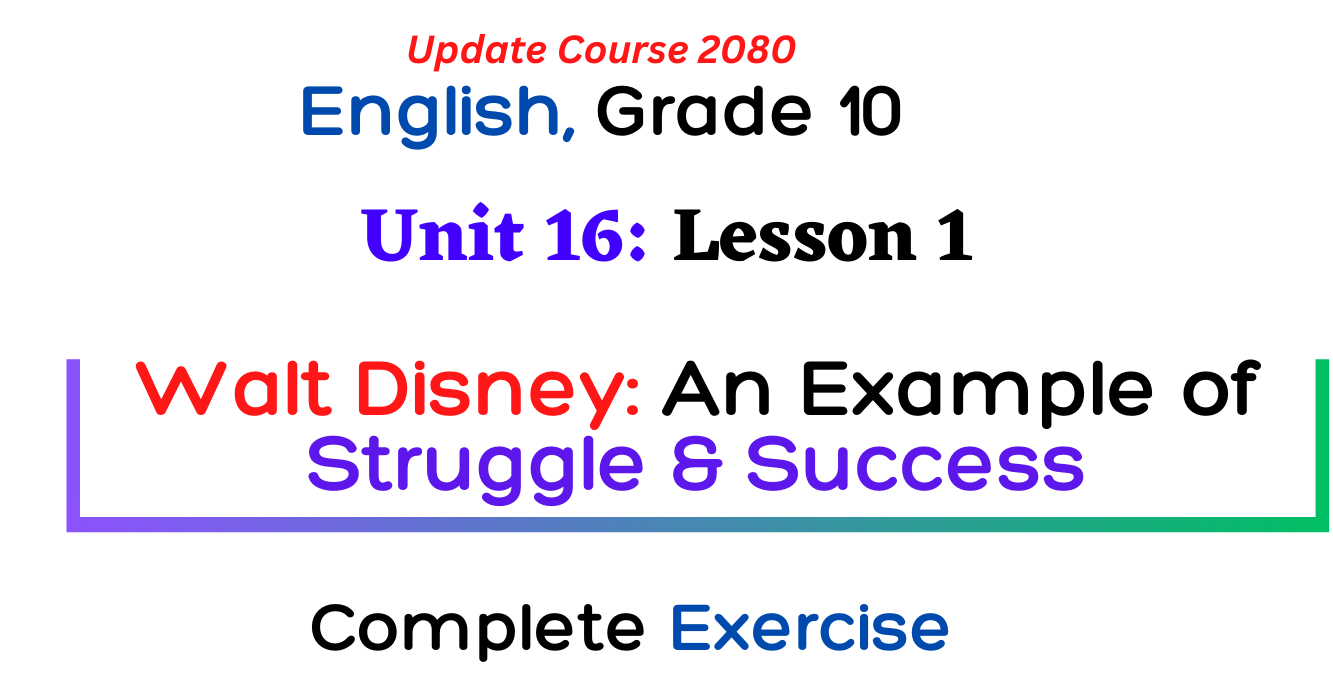 Update Course 2080
English, Grade 10
Unit 16: Lesson 1
Walt Disney: An Example of
Struggle & Success
Complete Exercise